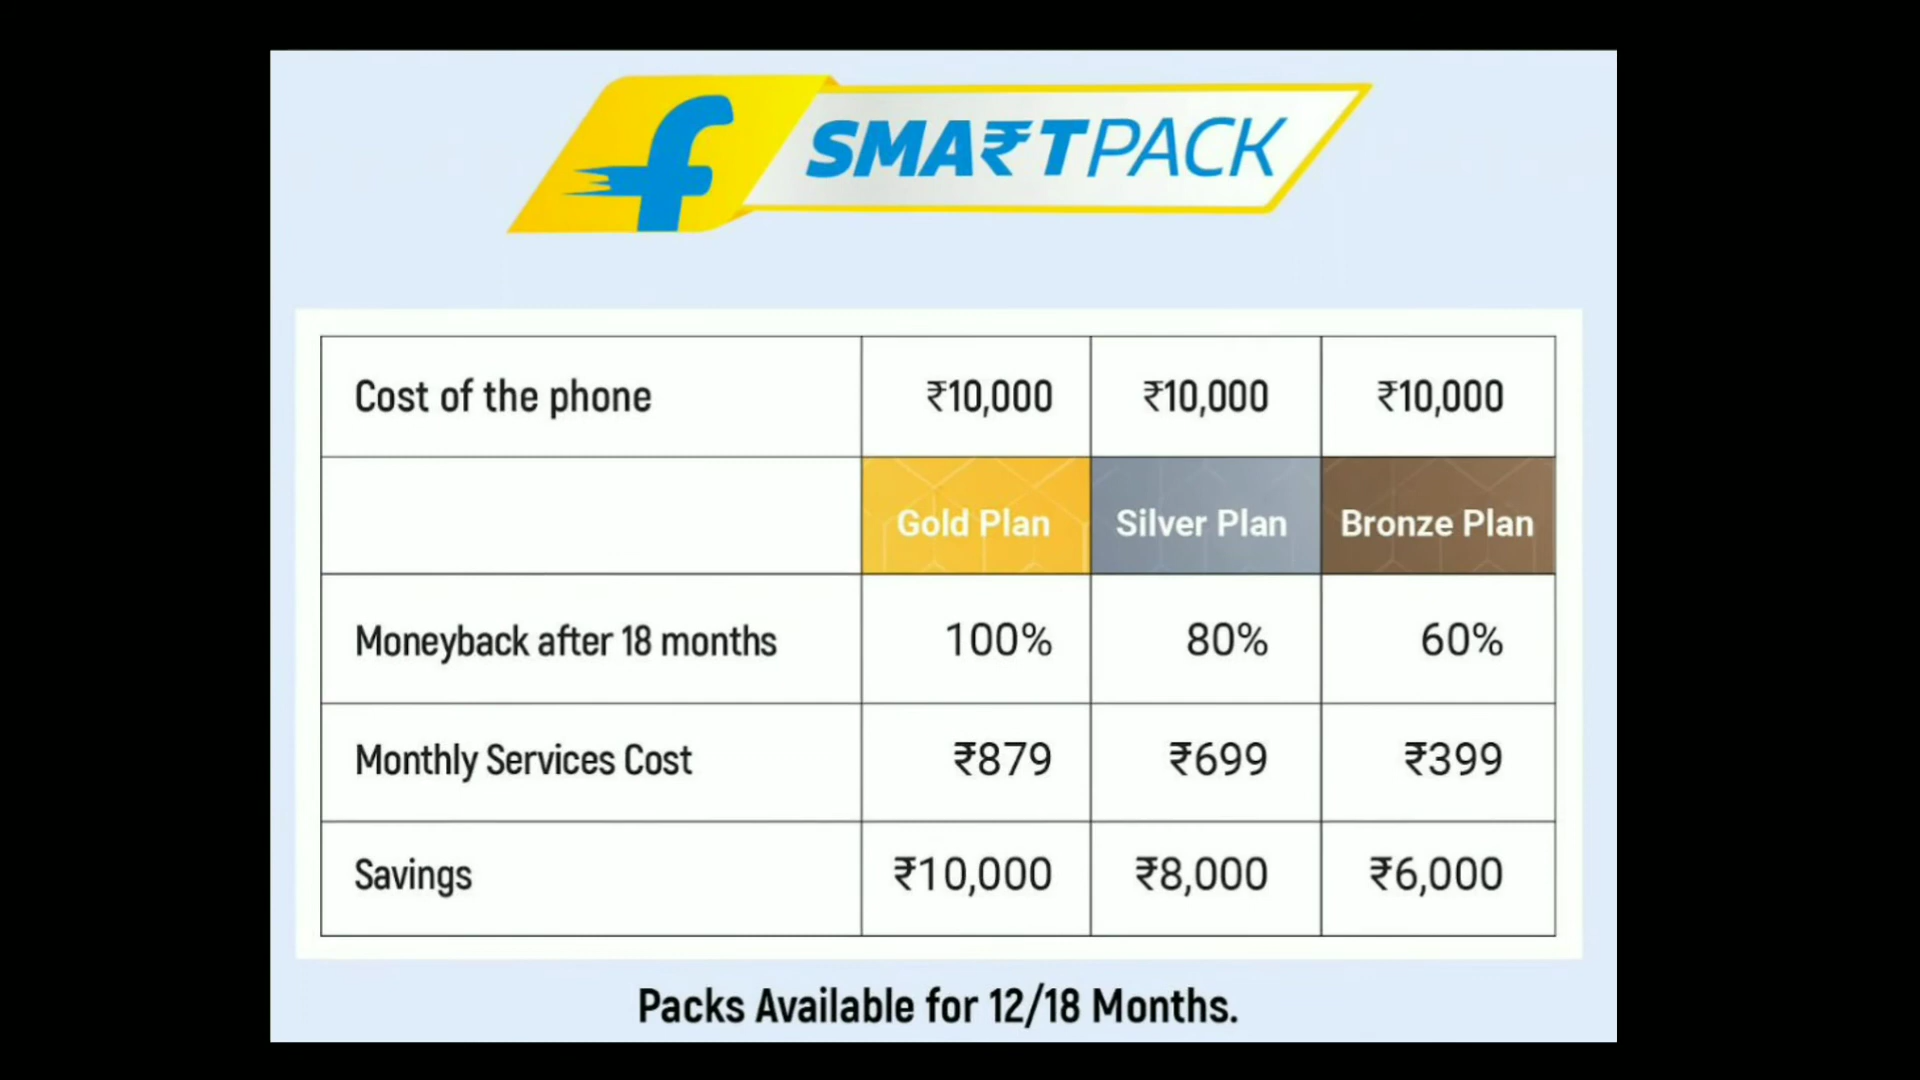 f SMA₹TPACK
Cost of the phone ₹10,000 ₹10,000 ₹10,000
Gold Plan Silver Plan Bronze Plan
Moneyback after 18 months 100% 80% 60%
Monthly Services Cost ₹879 ₹699 ₹399
Savings ₹10,000 ₹8,000 ₹6,000
Packs Available for 12/18 Months.